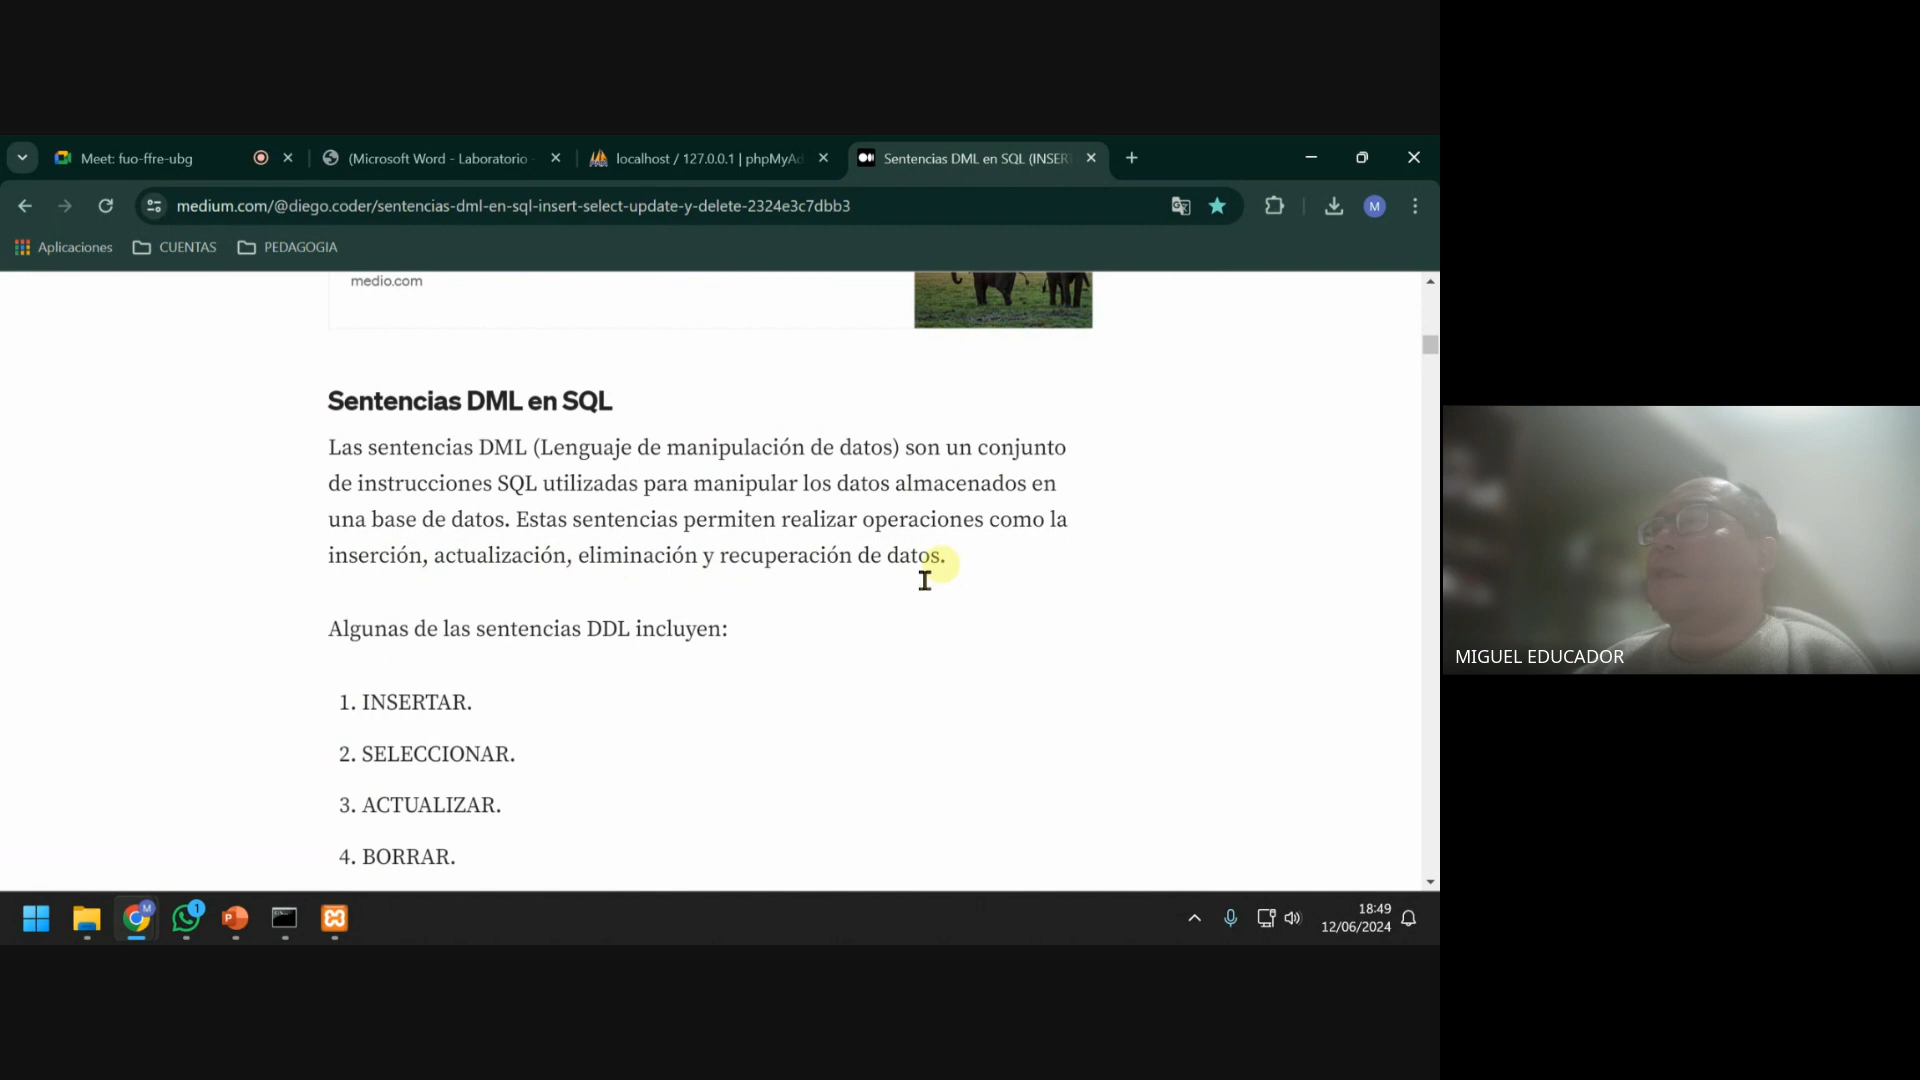 Meet: fuo-ffre-ubg
(Microsoft Word - Laboratorio
localhost / 127.0.0.1 | phpMyAd
Sentencias DML en SQL (INSER
medium.com/@diego.coder/sentencias-dml-en-sql-insert-select-update-y-delete-2324e3c7dbb3
M
Aplicaciones
CUENTAS
PEDAGOGIA
medio.com
Sentencias DML en SQL
Las sentencias DML (Lenguaje de manipulación de datos) son un conjunto
de instrucciones SQL utilizadas para manipular los datos almacenados en
una base de datos. Estas sentencias permiten realizar operaciones como la
inserción, actualización, eliminación y recuperación de datos.
Algunas de las sentencias DDL incluyen:
1. INSERTAR.
2. SELECCIONAR.
3. ACTUALIZAR.
4. BORRAR.
MIGUEL EDUCADOR
M
1
18:49
12/06/2024